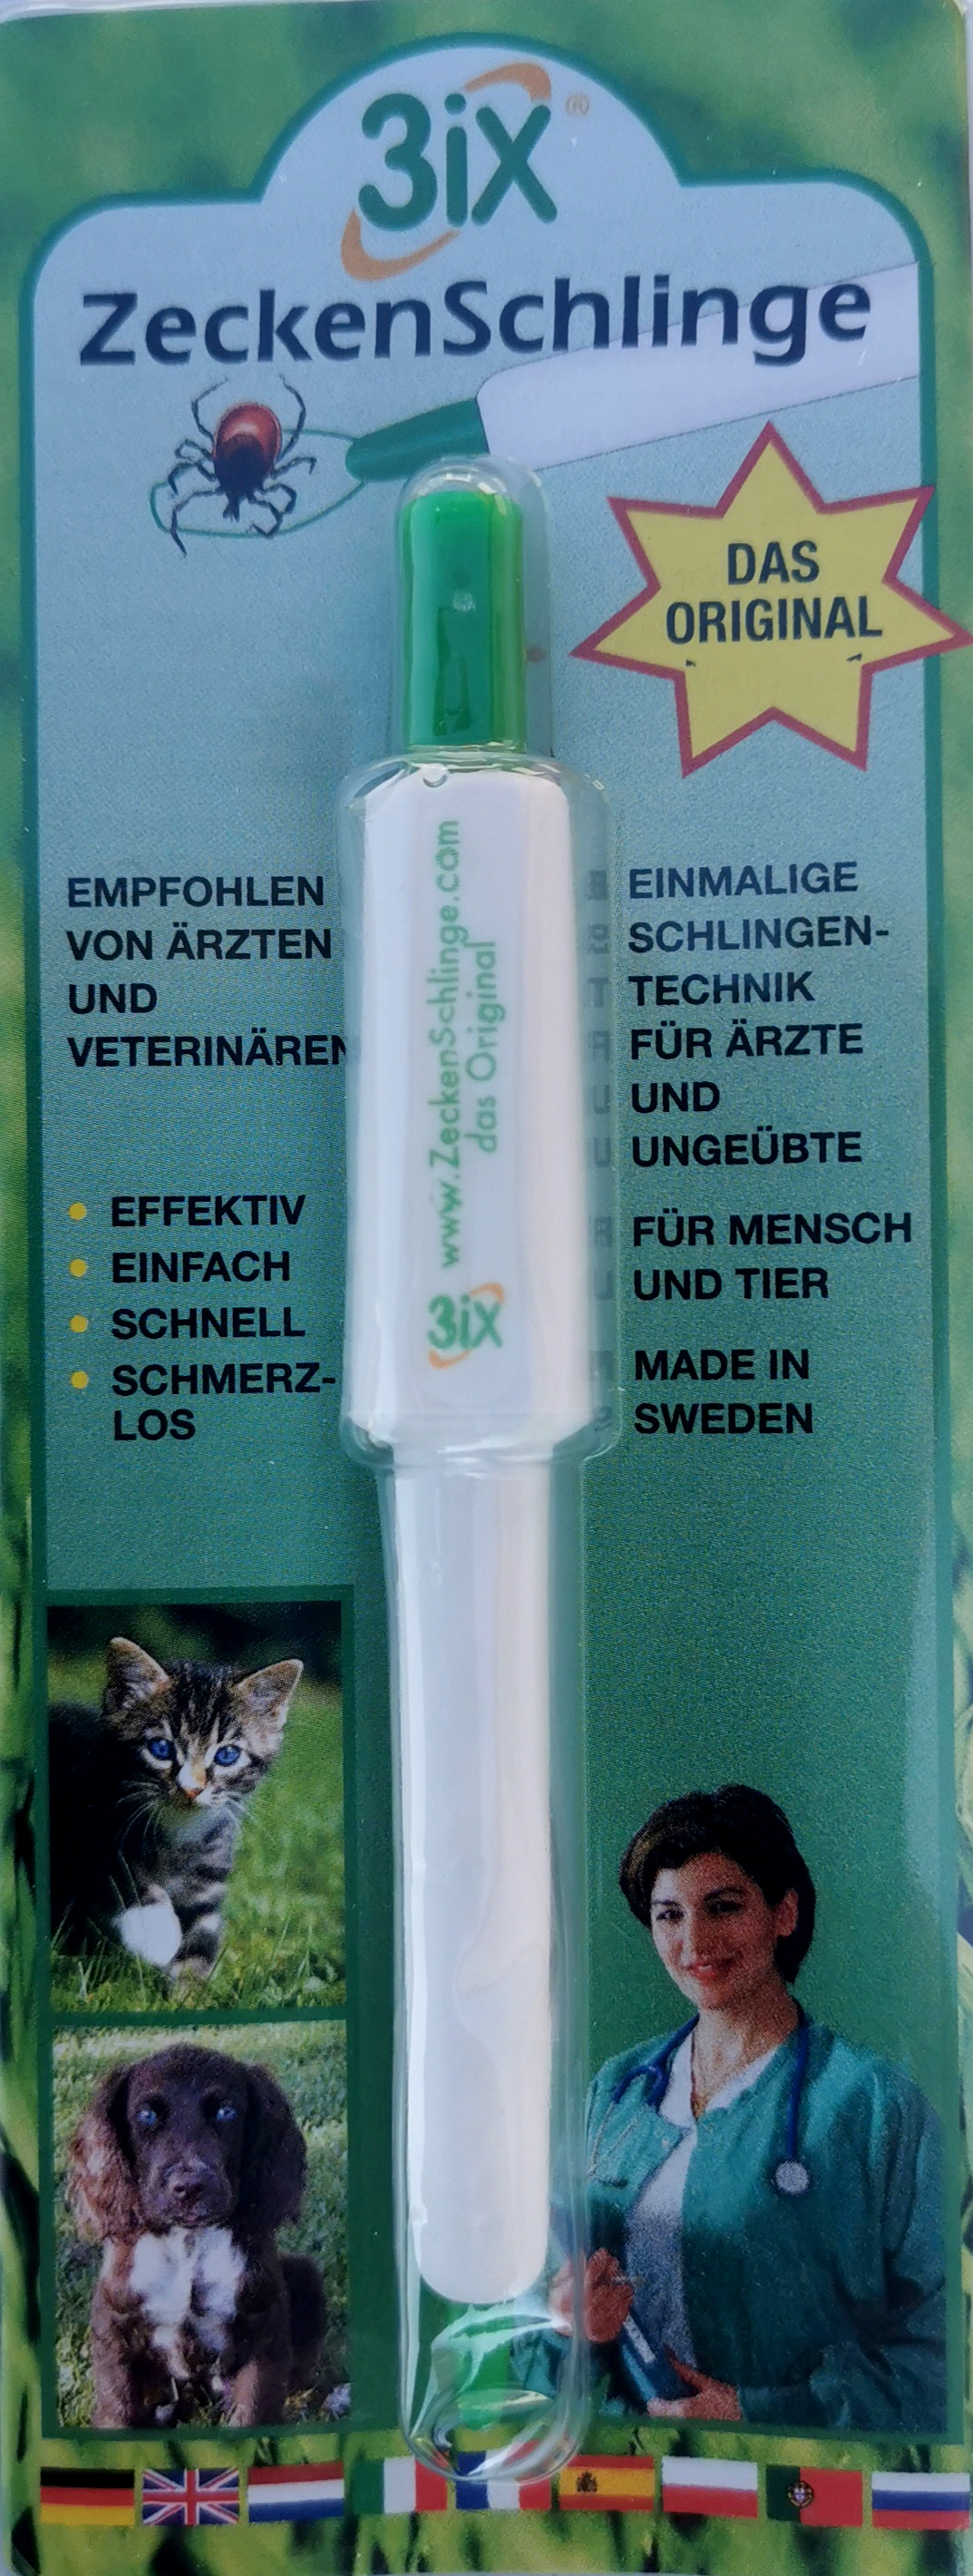 3iX®
ZeckenSchlinge
DAS
ORIGINAL
EMPFOHLEN
VON ÄRZTEN
UND
VETERINÄREN
EFFEKTIV
EINFACH
SCHNELL
SCHMERZ-
LOS
3iX www.ZeckenSchlinge.com
das Original
EINMALIGE
SCHLINGEN-
TECHNIK
FÜR ÄRZTE
UND
UNGEÜBTE
FÜR MENSCH
UND TIER
MADE IN
SWEDEN